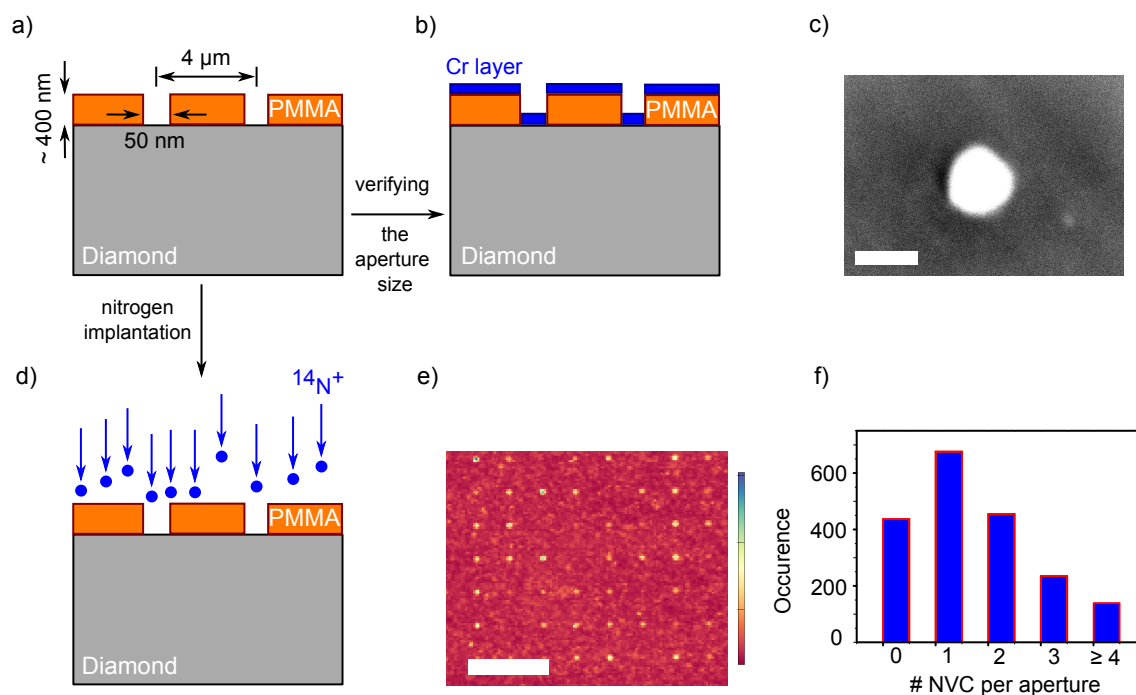 a)
4 µm
~ 400 nm
PMMA
50 nm
Diamond
verifying
the
aperture
size
b)
Cr layer
PMMA
Diamond
c)
nitrogen
implantation
d)
14N+
PMMA
Diamond
e)
f)
Occurence
600
400
200
0
0 1 2 3 ≥ 4
# NVC per aperture